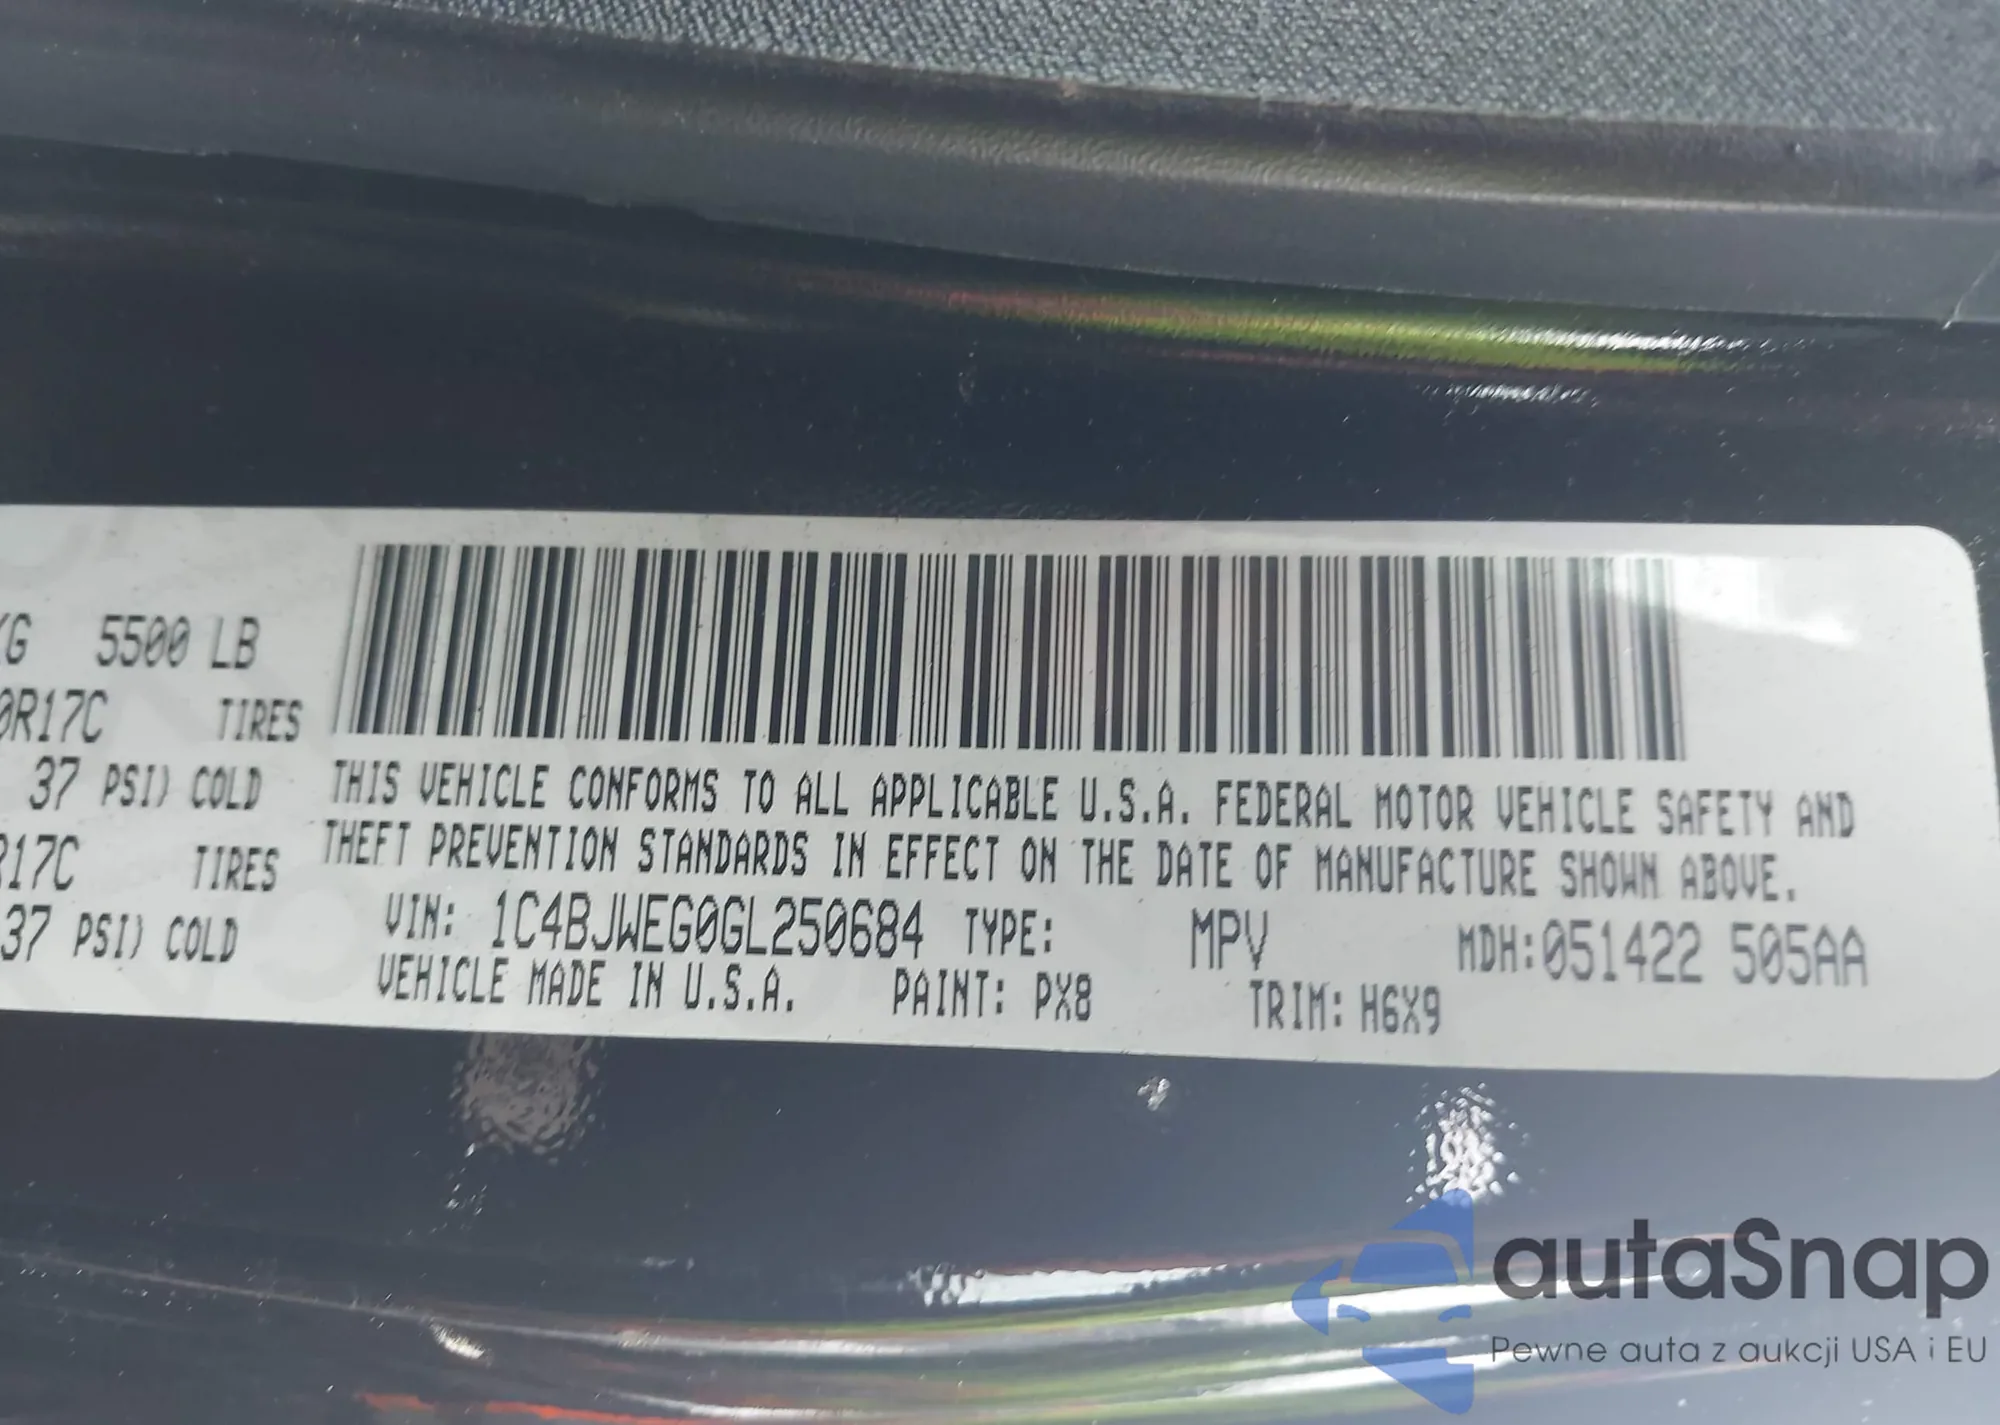 KG 5500 LB
0R17C TIRES
37 PSI) COLD
R17C TIRES
37 PSI) COLD
THIS VEHICLE CONFORMS TO ALL APPLICABLE U.S.A. FEDERAL MOTOR VEHICLE SAFETY AND
THEFT PREVENTION STANDARDS IN EFFECT ON THE DATE OF MANUFACTURE SHOWN ABOVE.
VIN: 1C4BJWEG0GL250684 TYPE: MPV MDH:051422 505AA
VEHICLE MADE IN U.S.A. PAINT: PX8 TRIM: H6X9
autaSnap
Pewne auta z aukcji USA i EU